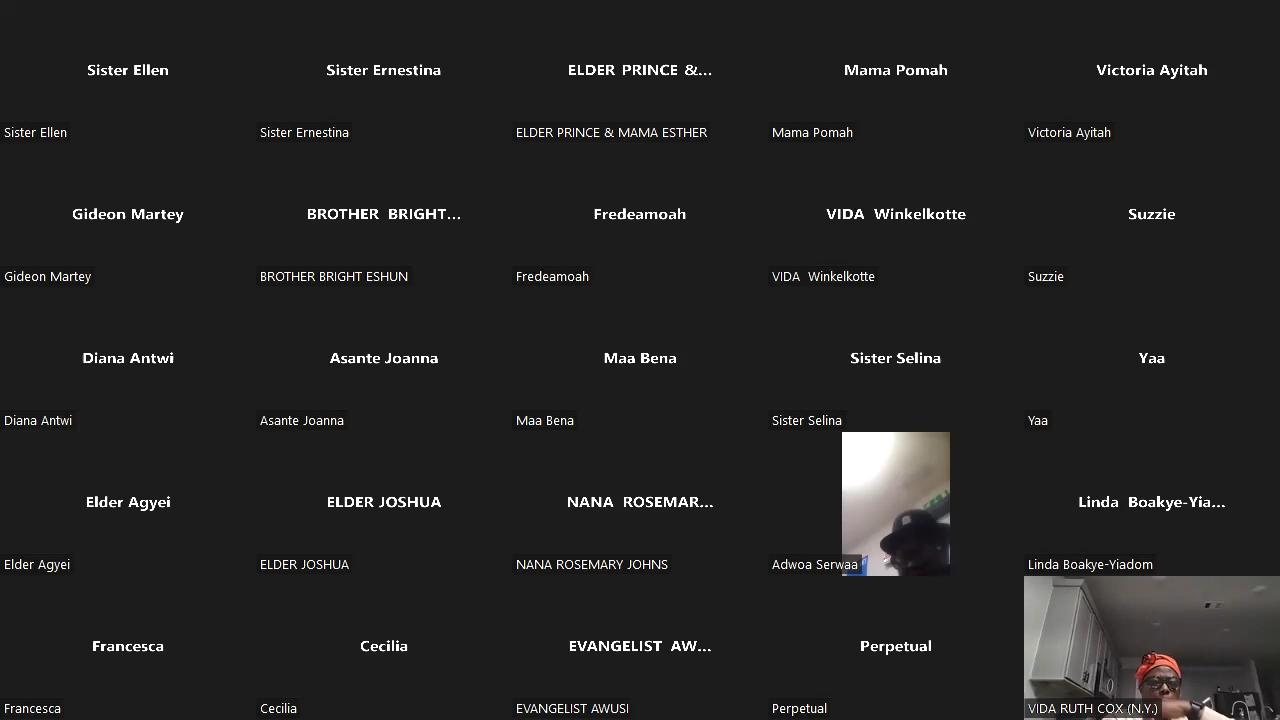 Sister Ellen
Sister Ernestina
ELDER PRINCE &...
Mama Pomah
Victoria Ayitah
Sister Ellen
Sister Ernestina
ELDER PRINCE & MAMA ESTHER
Mama Pomah
Victoria Ayitah
Gideon Martey
BROTHER BRIGHT...
Fredeamoah
VIDA Winkelkotte
Suzzie
Gideon Martey
BROTHER BRIGHT ESHUN
Fredeamoah
VIDA Winkelkotte
Suzzie
Diana Antwi
Asante Joanna
Maa Bena
Sister Selina
Yaa
Diana Antwi
Asante Joanna
Maa Bena
Sister Selina
Yaa
Elder Agyei
ELDER JOSHUA
NANA ROSEMAR...
Linda Boakye-Yia...
Elder Agyei
ELDER JOSHUA
NANA ROSEMARY JOHNS
Adwoa Serwaa
Linda Boakye-Yiadom
Francesca
Cecilia
EVANGELIST AW...
Perpetual
Francesca
Cecilia
EVANGELIST AWUSI
Perpetual
VIDA RUTH COX (N.Y.)